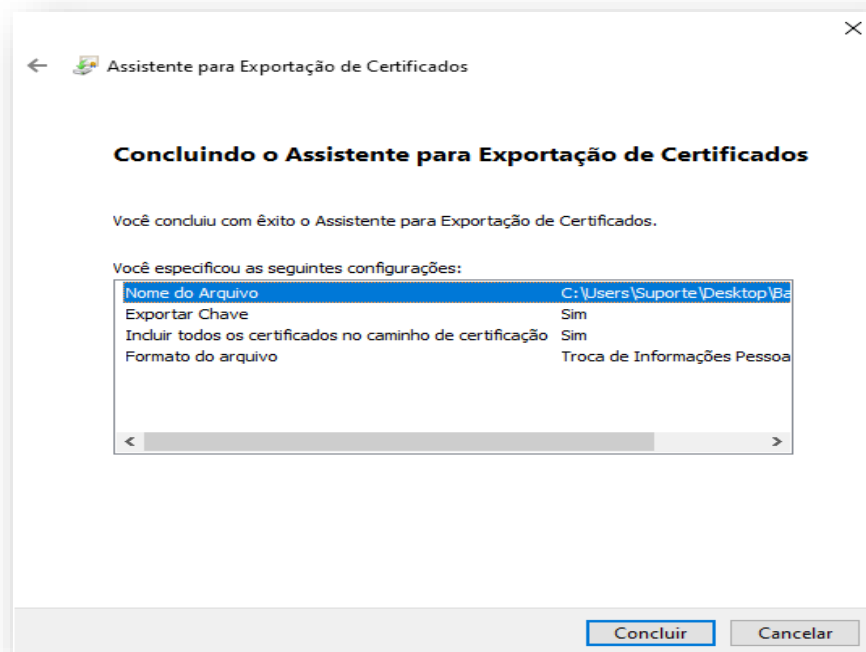 Assistente para Exportação de Certificados
Concluindo o Assistente para Exportação de Certificados
Você concluiu com êxito o Assistente para Exportação de Certificados.
Você especificou as seguintes configurações:
Nome do Arquivo C:\Users\Suporte\Desktop\Ba
Exportar Chave Sim
Incluir todos os certificados no caminho de certificação Sim
Formato do arquivo Troca de Informações Pessoa
Concluir Cancelar